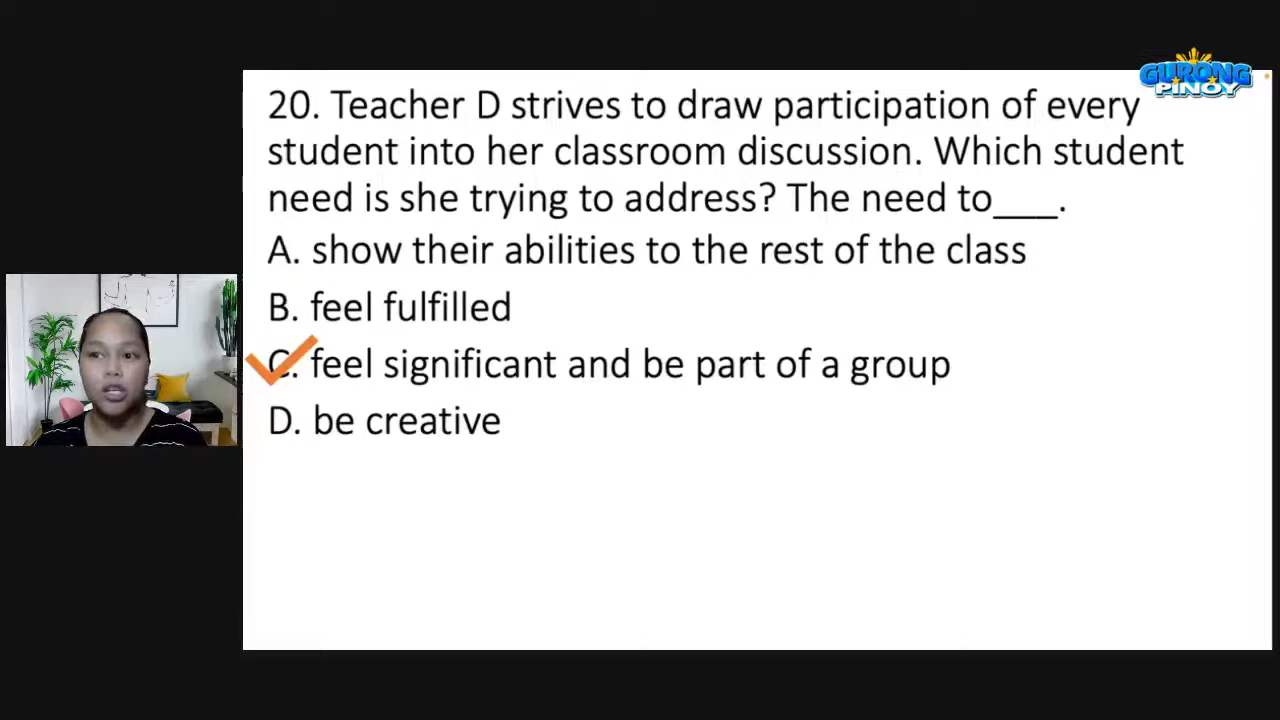 GURONG
PINOY
20. Teacher D strives to draw participation of every
student into her classroom discussion. Which student
need is she trying to address? The need to___.
A. show their abilities to the rest of the class
B. feel fulfilled
C. feel significant and be part of a group
D. be creative